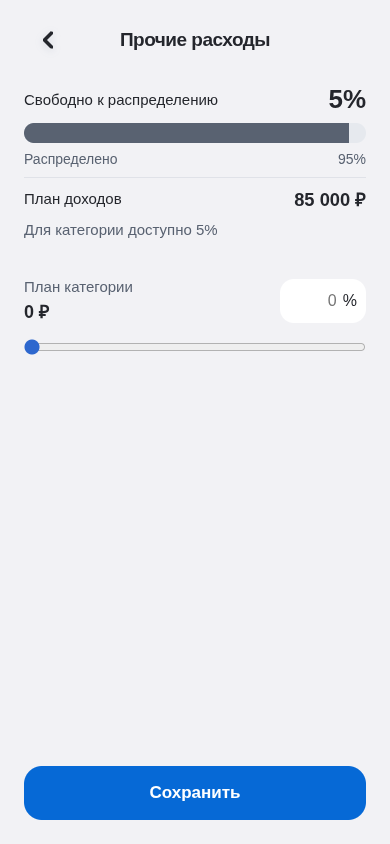 Прочие расходы
Свободно к распределению 5%
Распределено 95%
План доходов 85 000 ₽
Для категории доступно 5%
План категории
0 ₽
0 %
Сохранить